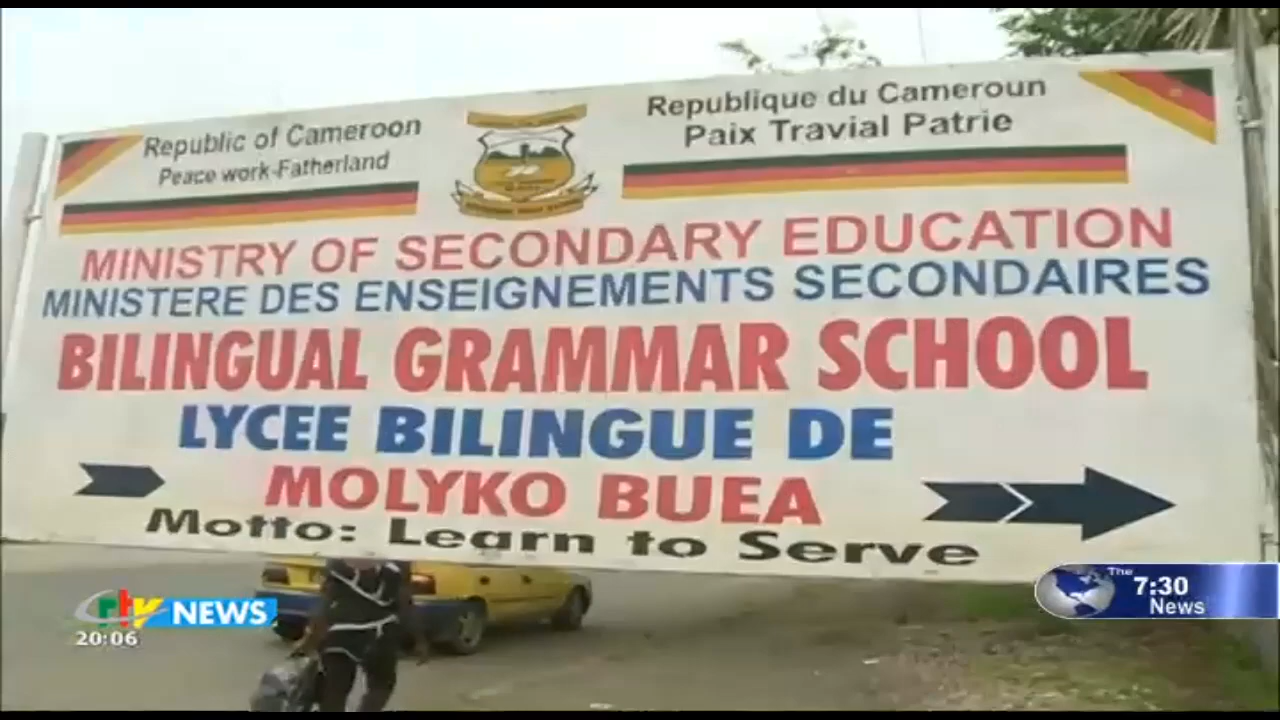 Republic of Cameroon
Peace work-Fatherland
Republique du Cameroun
Paix Travial Patrie
MINISTRY OF SECONDARY EDUCATION
MINISTERE DES ENSEIGNEMENTS SECONDAIRES
BILINGUAL GRAMMAR SCHOOL
LYCEE BILINGUE DE
MOLYKO BUEA
Motto: Learn to Serve
crtv NEWS
20:06
The 7:30
News